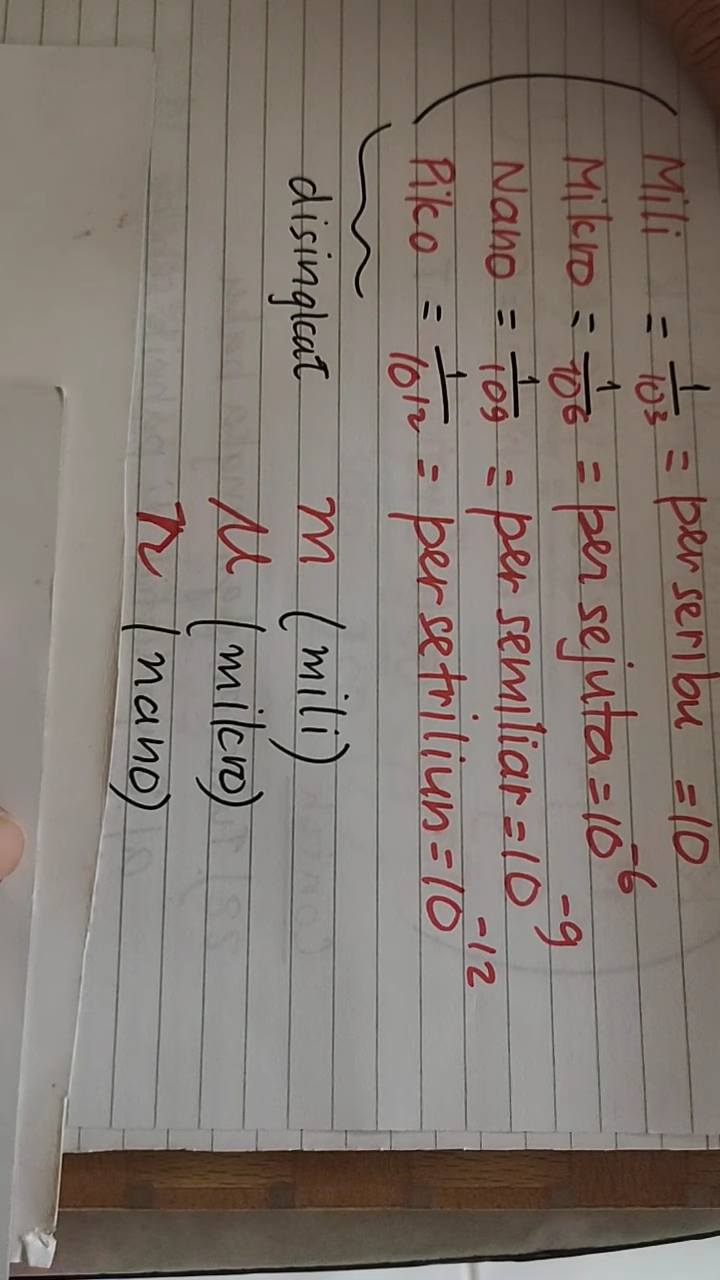 Mili = 1/10³ = per seribu = 10
Mikro = 1/10⁶ = per sejuta = 10⁻⁶
Nano = 1/10⁹ = per semiliar = 10⁻⁹
Piko = 1/10¹² = per setriliun = 10⁻¹²
disingkat m (mili)
μ (mikro)
n (nano)